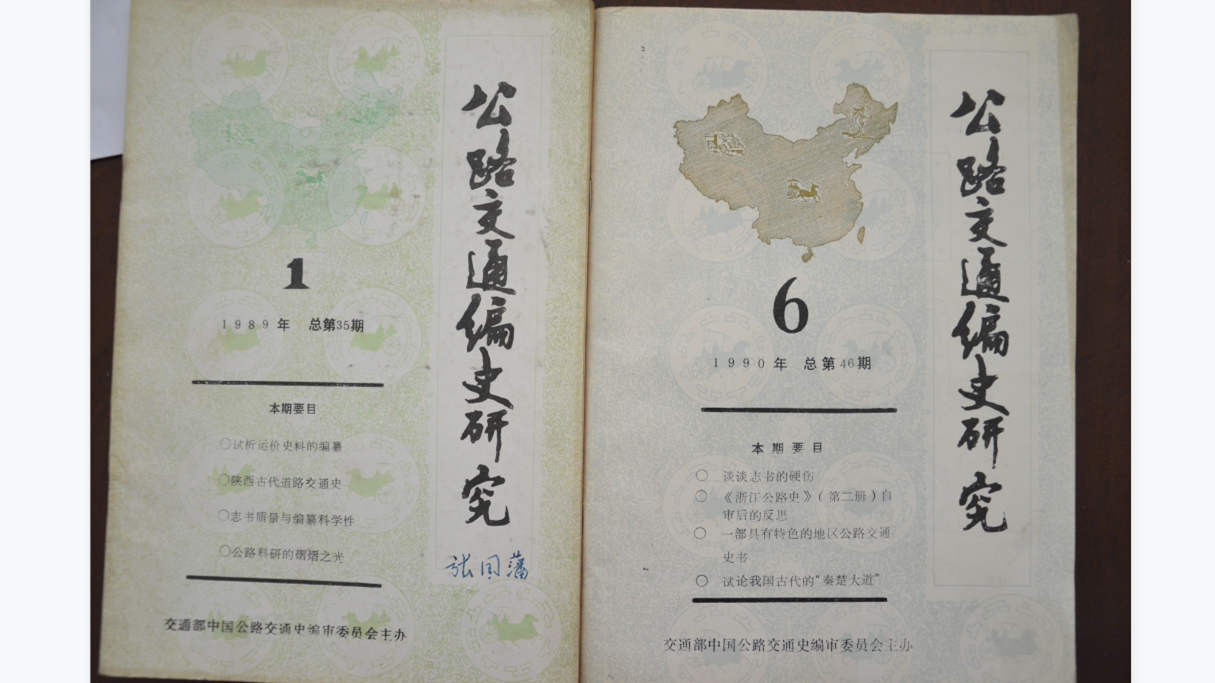 公路交通编史研究
1
1989年 总第35期
本期要目
○试析运价史料的编纂
○陕西古代道路交通史
○志书质量与编纂科学性
○公路科研的熠熠之光
交通部中国公路交通史编审委员会主办
张国藩
公路交通编史研究
6
1990年 总第46期
本期要目
○ 谈谈志书的硬伤
○ 《浙江公路史》(第二册)自
审后的反思
○ 一部具有特色的地区公路交通
史书
○ 试论我国古代的“秦楚大道”
交通部中国公路交通史编审委员会主办